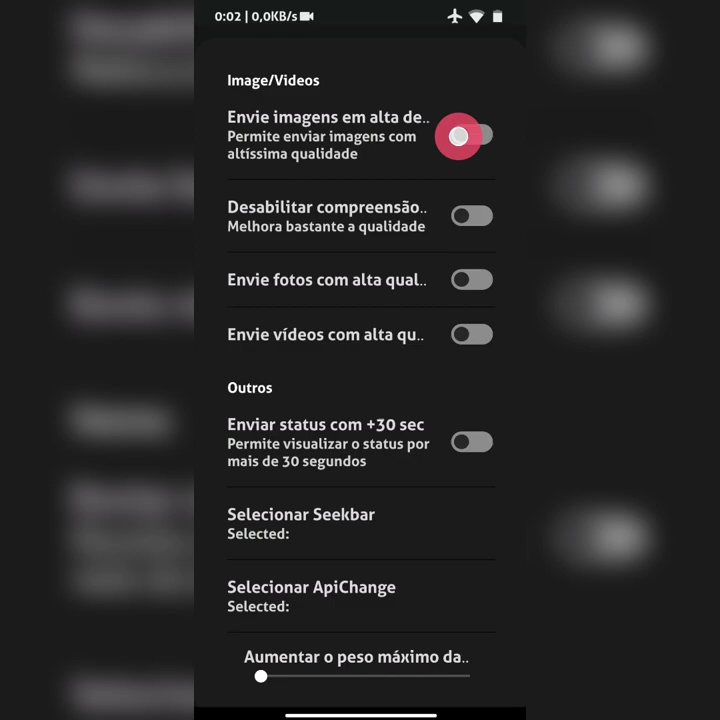 0:02 | 0,0KB/s
Image/Videos
Envie imagens em alta de..
Permite enviar imagens com
altíssima qualidade
Desabilitar compreensão..
Melhora bastante a qualidade
Envie fotos com alta qual..
Envie vídeos com alta qu..
Outros
Enviar status com +30 sec
Permite visualizar o status por
mais de 30 segundos
Selecionar Seekbar
Selected:
Selecionar ApiChange
Selected:
Aumentar o peso máximo da..